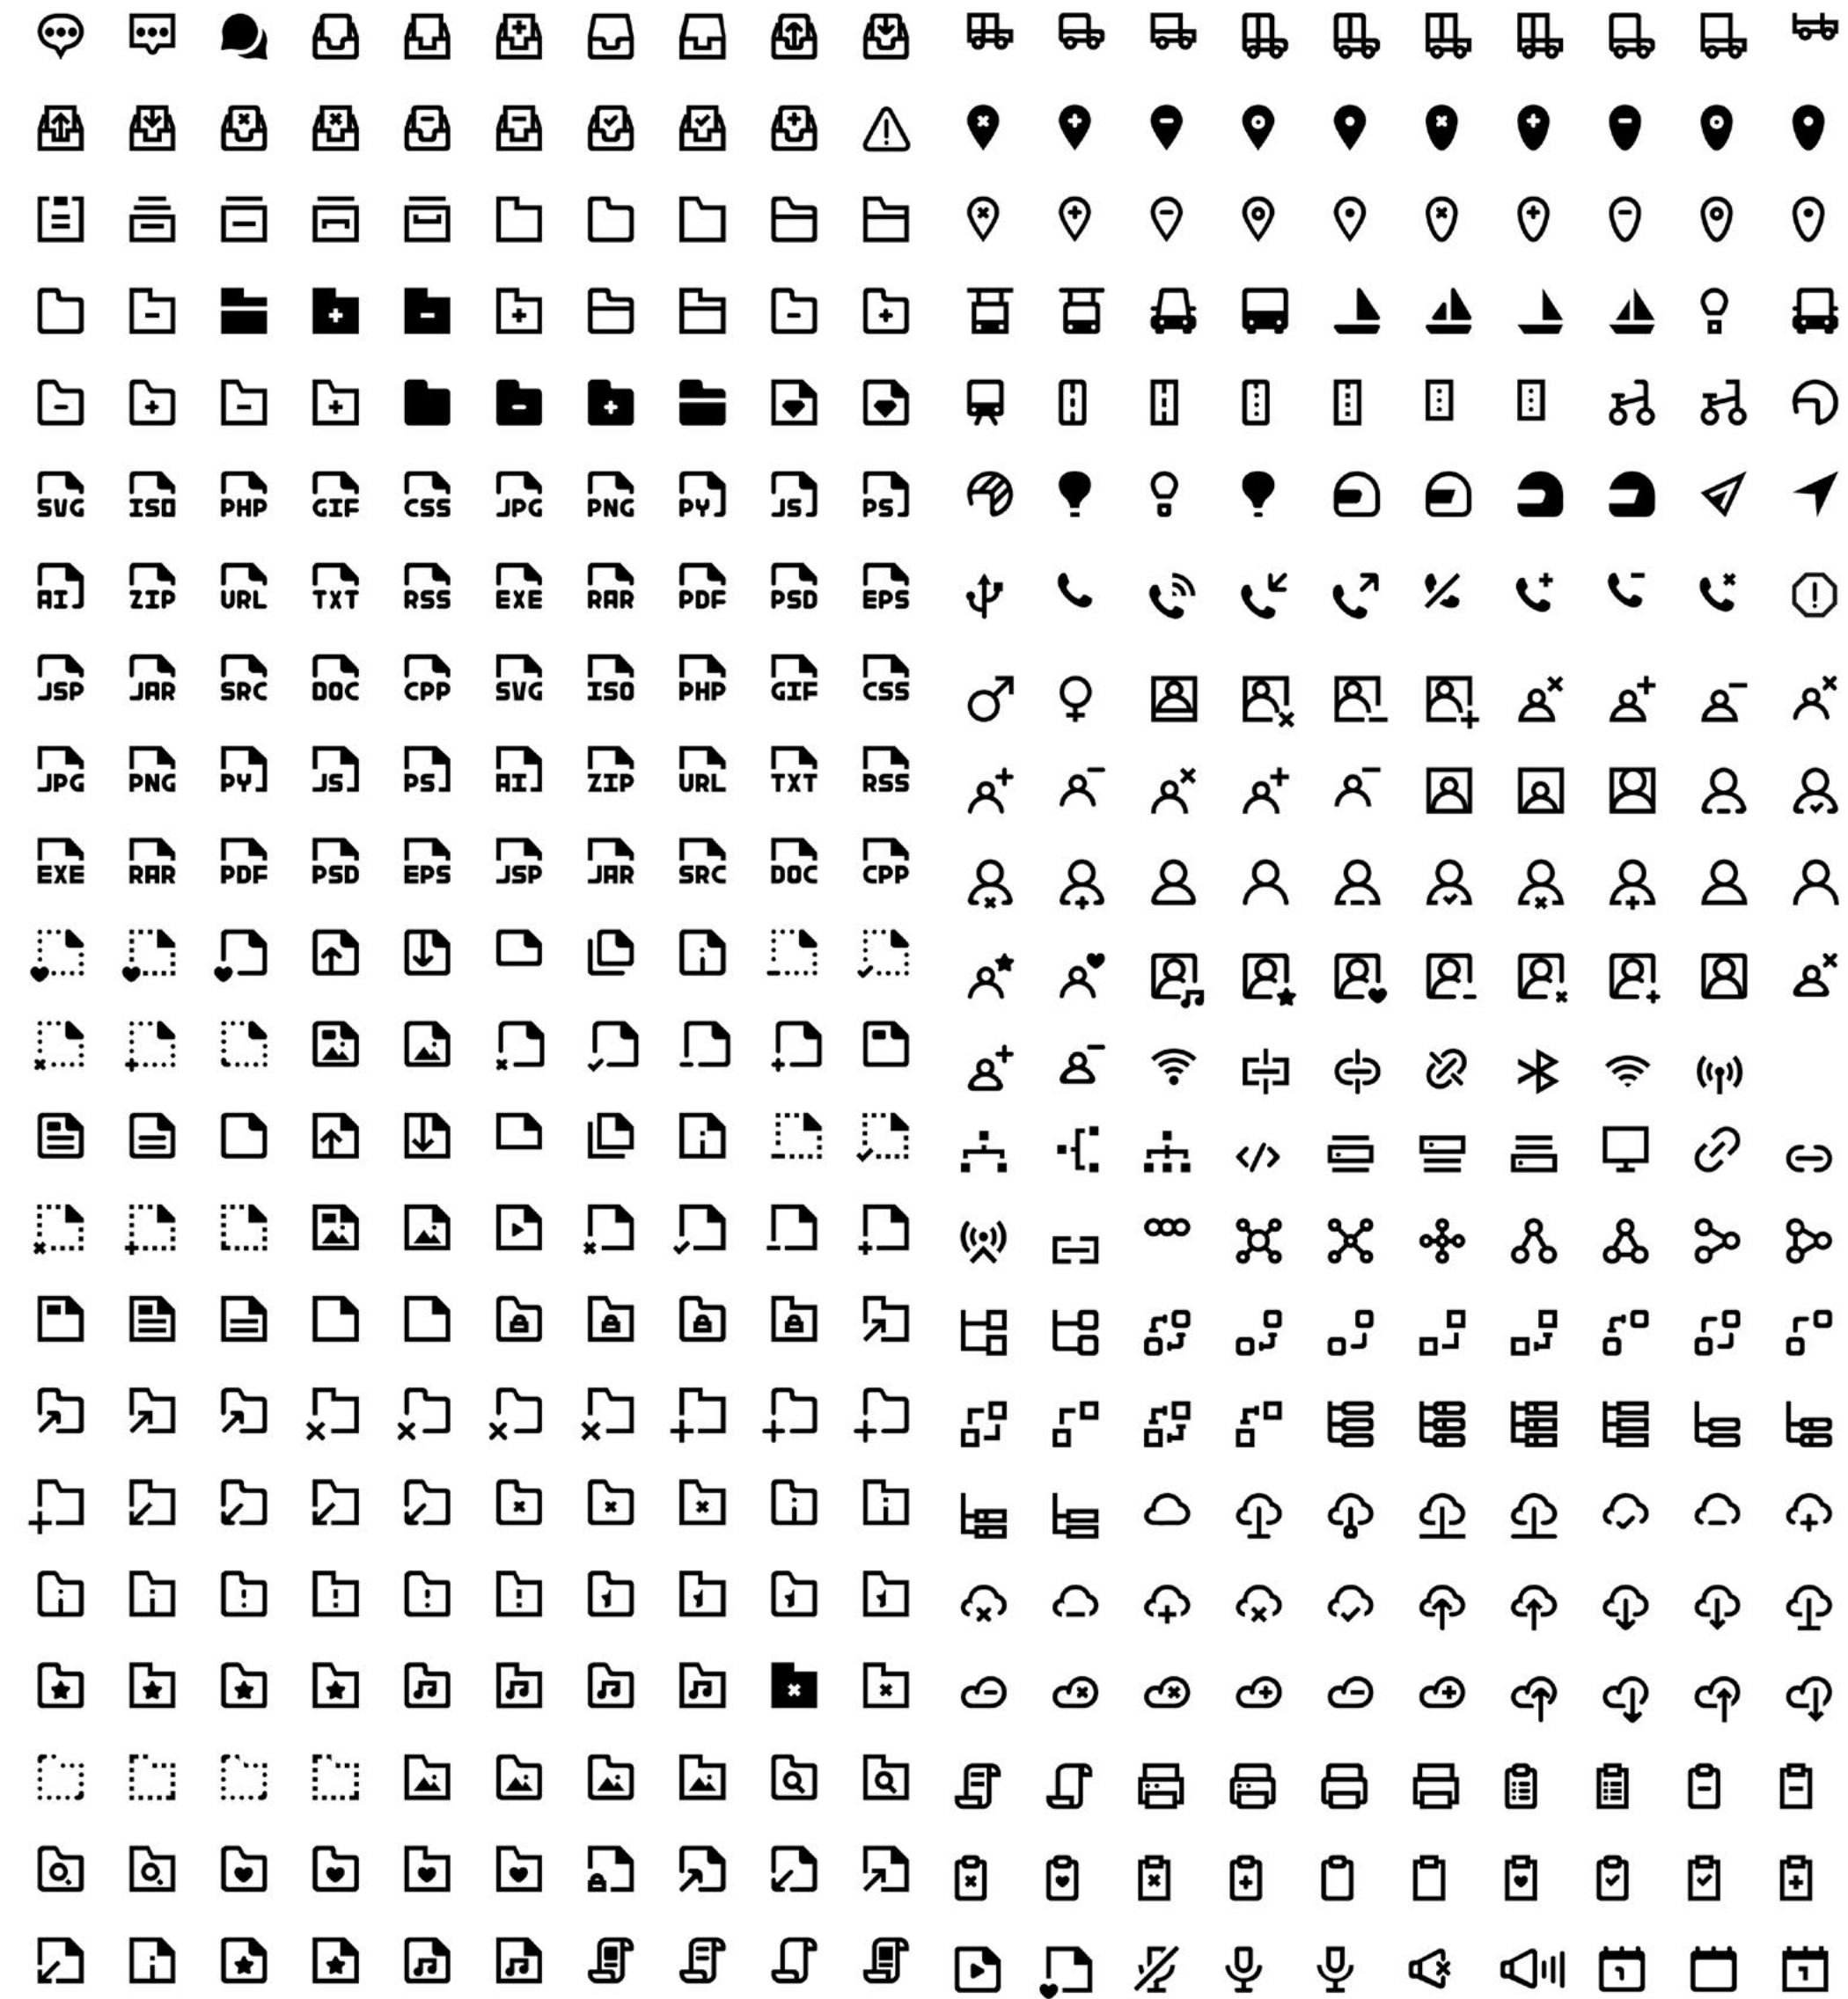 SVG ISO PHP GIF CSS JPG PNG PY JS PS
AI ZIP URL TXT RSS EXE RAR PDF PSD EPS
JSP JAR SRC DOC CPP SVG ISO PHP GIF CSS
JPG PNG PY JS PS AI ZIP URL TXT RSS
EXE RAR PDF PSD EPS JSP JAR SRC DOC CPP